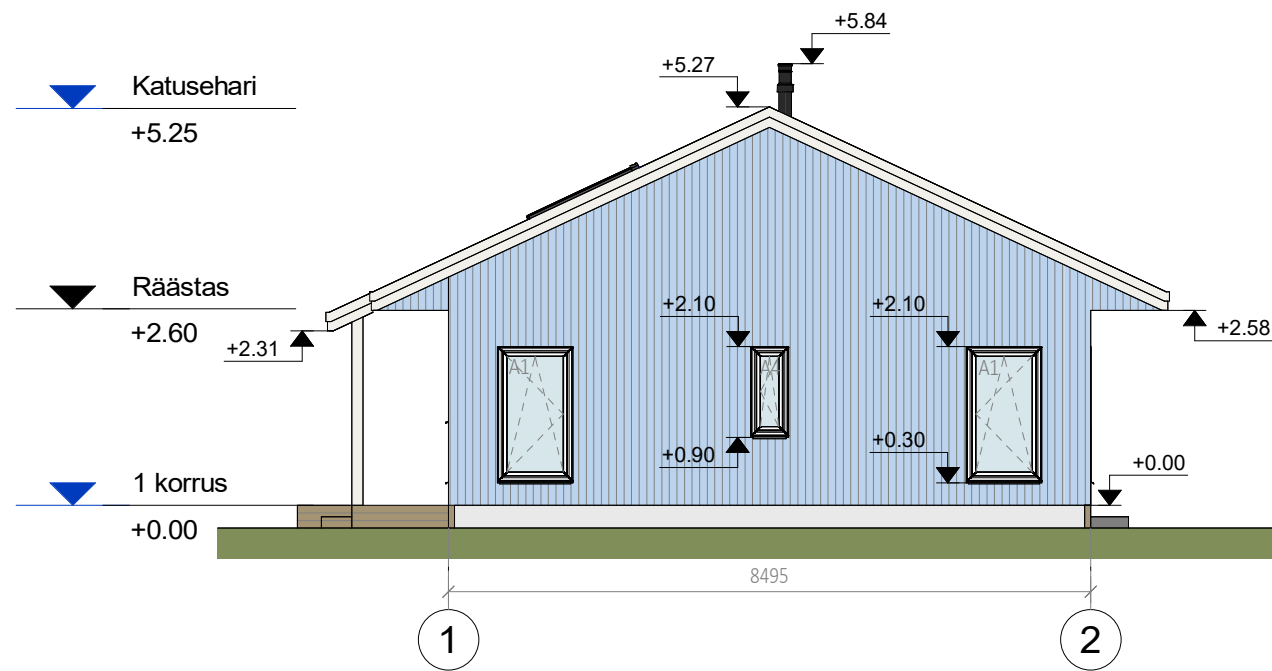 +5.84
+5.27
Katusehari
+5.25
Räästas
+2.60
+2.31
+2.10
+2.10
+2.58
A1
A4
A1
+0.90
+0.30
+0.00
1 korrus
+0.00
8495
1
2